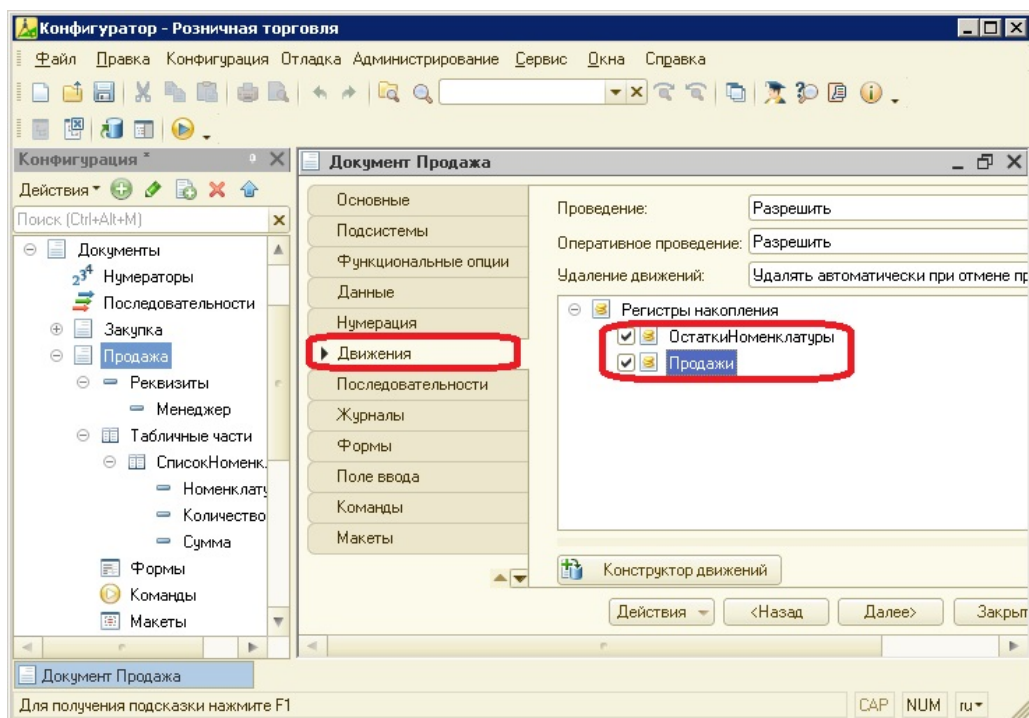 Конфигуратор - Розничная торговля
Файл Правка Конфигурация Отладка Администрирование Сервис Окна Справка
Конфигурация *
Действия
Поиск (Ctrl+Alt+M)
Документы
Нумераторы
Последовательности
Закупка
Продажа
Реквизиты
Менеджер
Табличные части
СписокНоменк
Номенклату
Количество
Сумма
Формы
Команды
Макеты
Документ Продажа
Основные
Подсистемы
Функциональные опции
Данные
Нумерация
Движения
Последовательности
Журналы
Формы
Поле ввода
Команды
Макеты
Проведение: Разрешить
Оперативное проведение: Разрешить
Удаление движений: Удалять автоматически при отмене пр
Регистры накопления
ОстаткиНоменклатуры
Продажи
Конструктор движений
Действия <Назад Далее> Закрыт
Документ Продажа
Для получения подсказки нажмите F1 CAP NUM ru